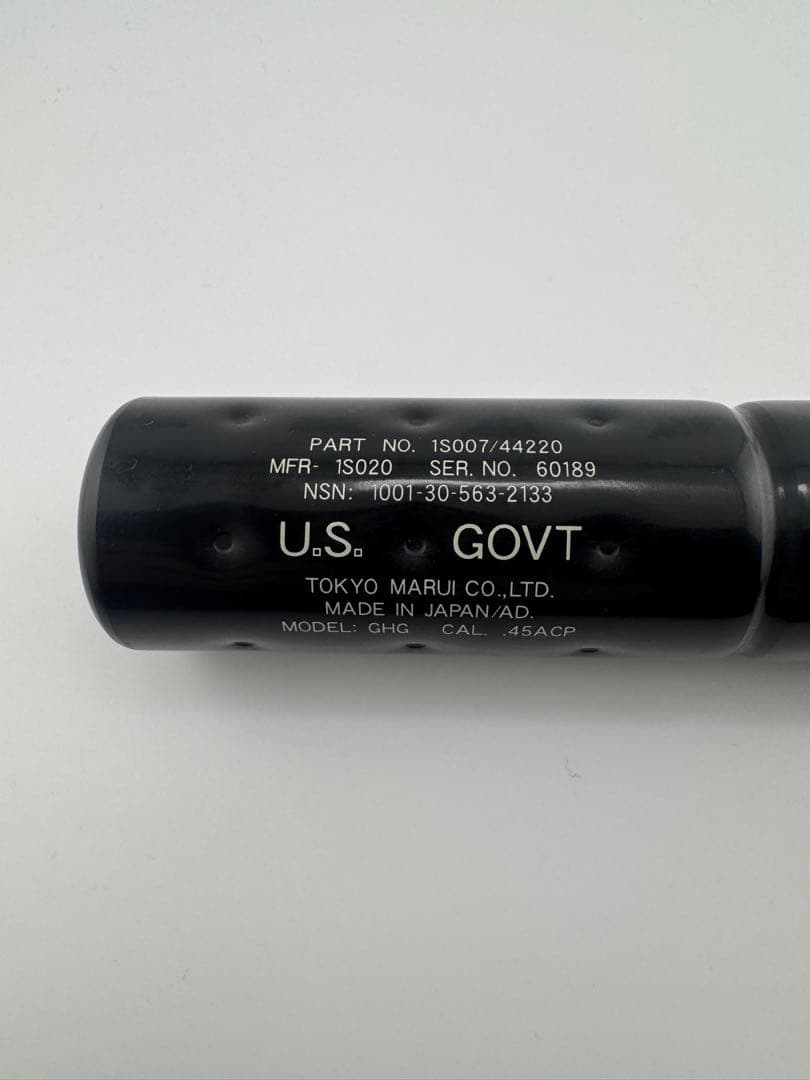 PART NO. 1S007/44220
MFR- 1S020 SER. NO. 60189
NSN: 1001-30-563-2133
U.S. GOVT
TOKYO MARUI CO.,LTD.
MADE IN JAPAN/AD.
MODEL: GHG CAL. .45ACP